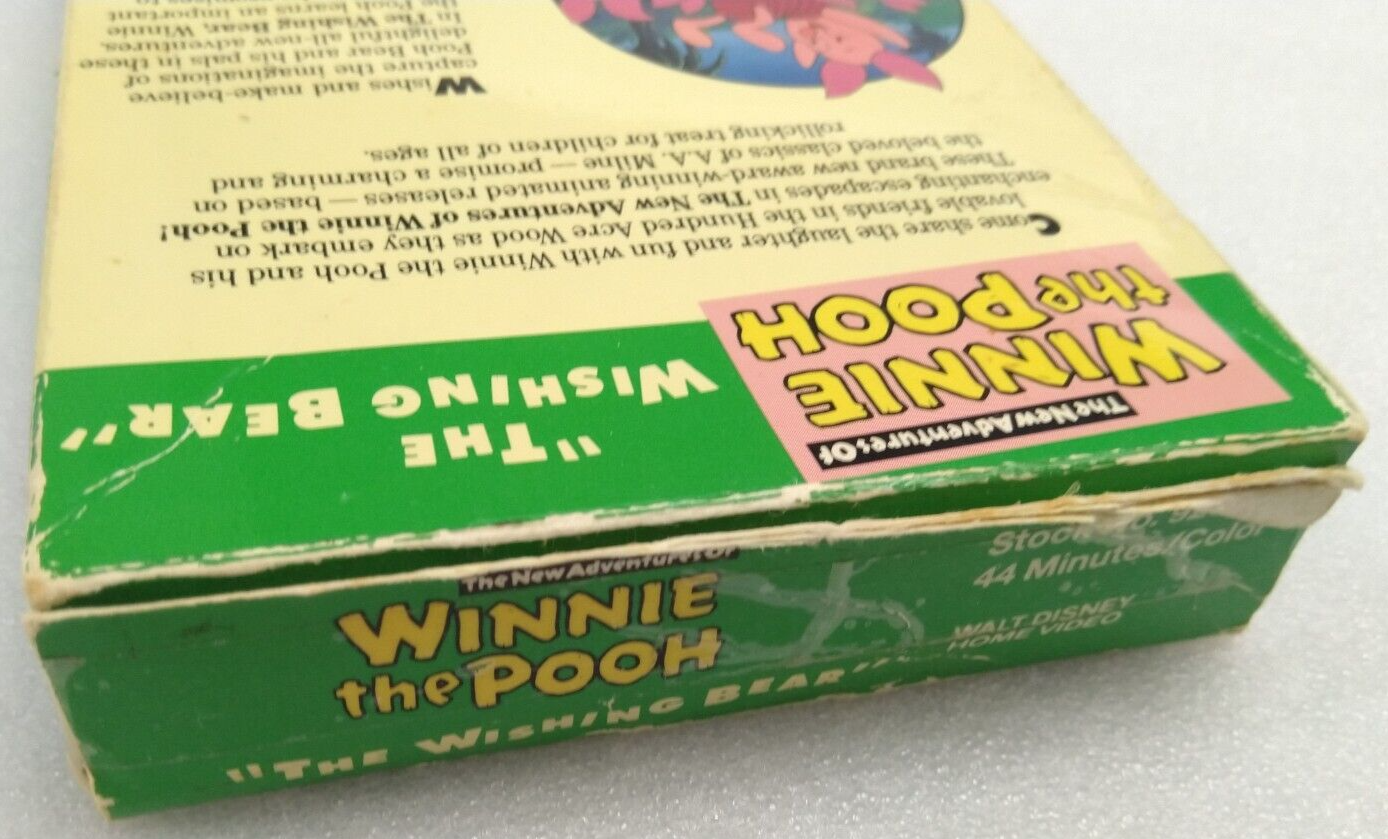 The New Adventures Of
WINNIE
the POOH
"THE
WISHING BEAR"
Come share the laughter and fun with Winnie the Pooh and his
lovable friends in the Hundred Acre Wood as they embark on
enchanting escapades in The New Adventures of Winnie the Pooh!
These brand new award-winning animated releases — based on
the beloved classics of A.A. Milne — promise a charming and
rollicking treat for children of all ages.
Wishes and make-believe
capture the imaginations of
Pooh Bear and his pals in these
delightful all-new adventures.
In The Wishing Bear, Winnie
the Pooh learns an important
The New Adventures Of
WINNIE
the POOH
"THE WISHING BEAR"
Stock No.
44 Minutes/Color
WALT DISNEY
HOME VIDEO